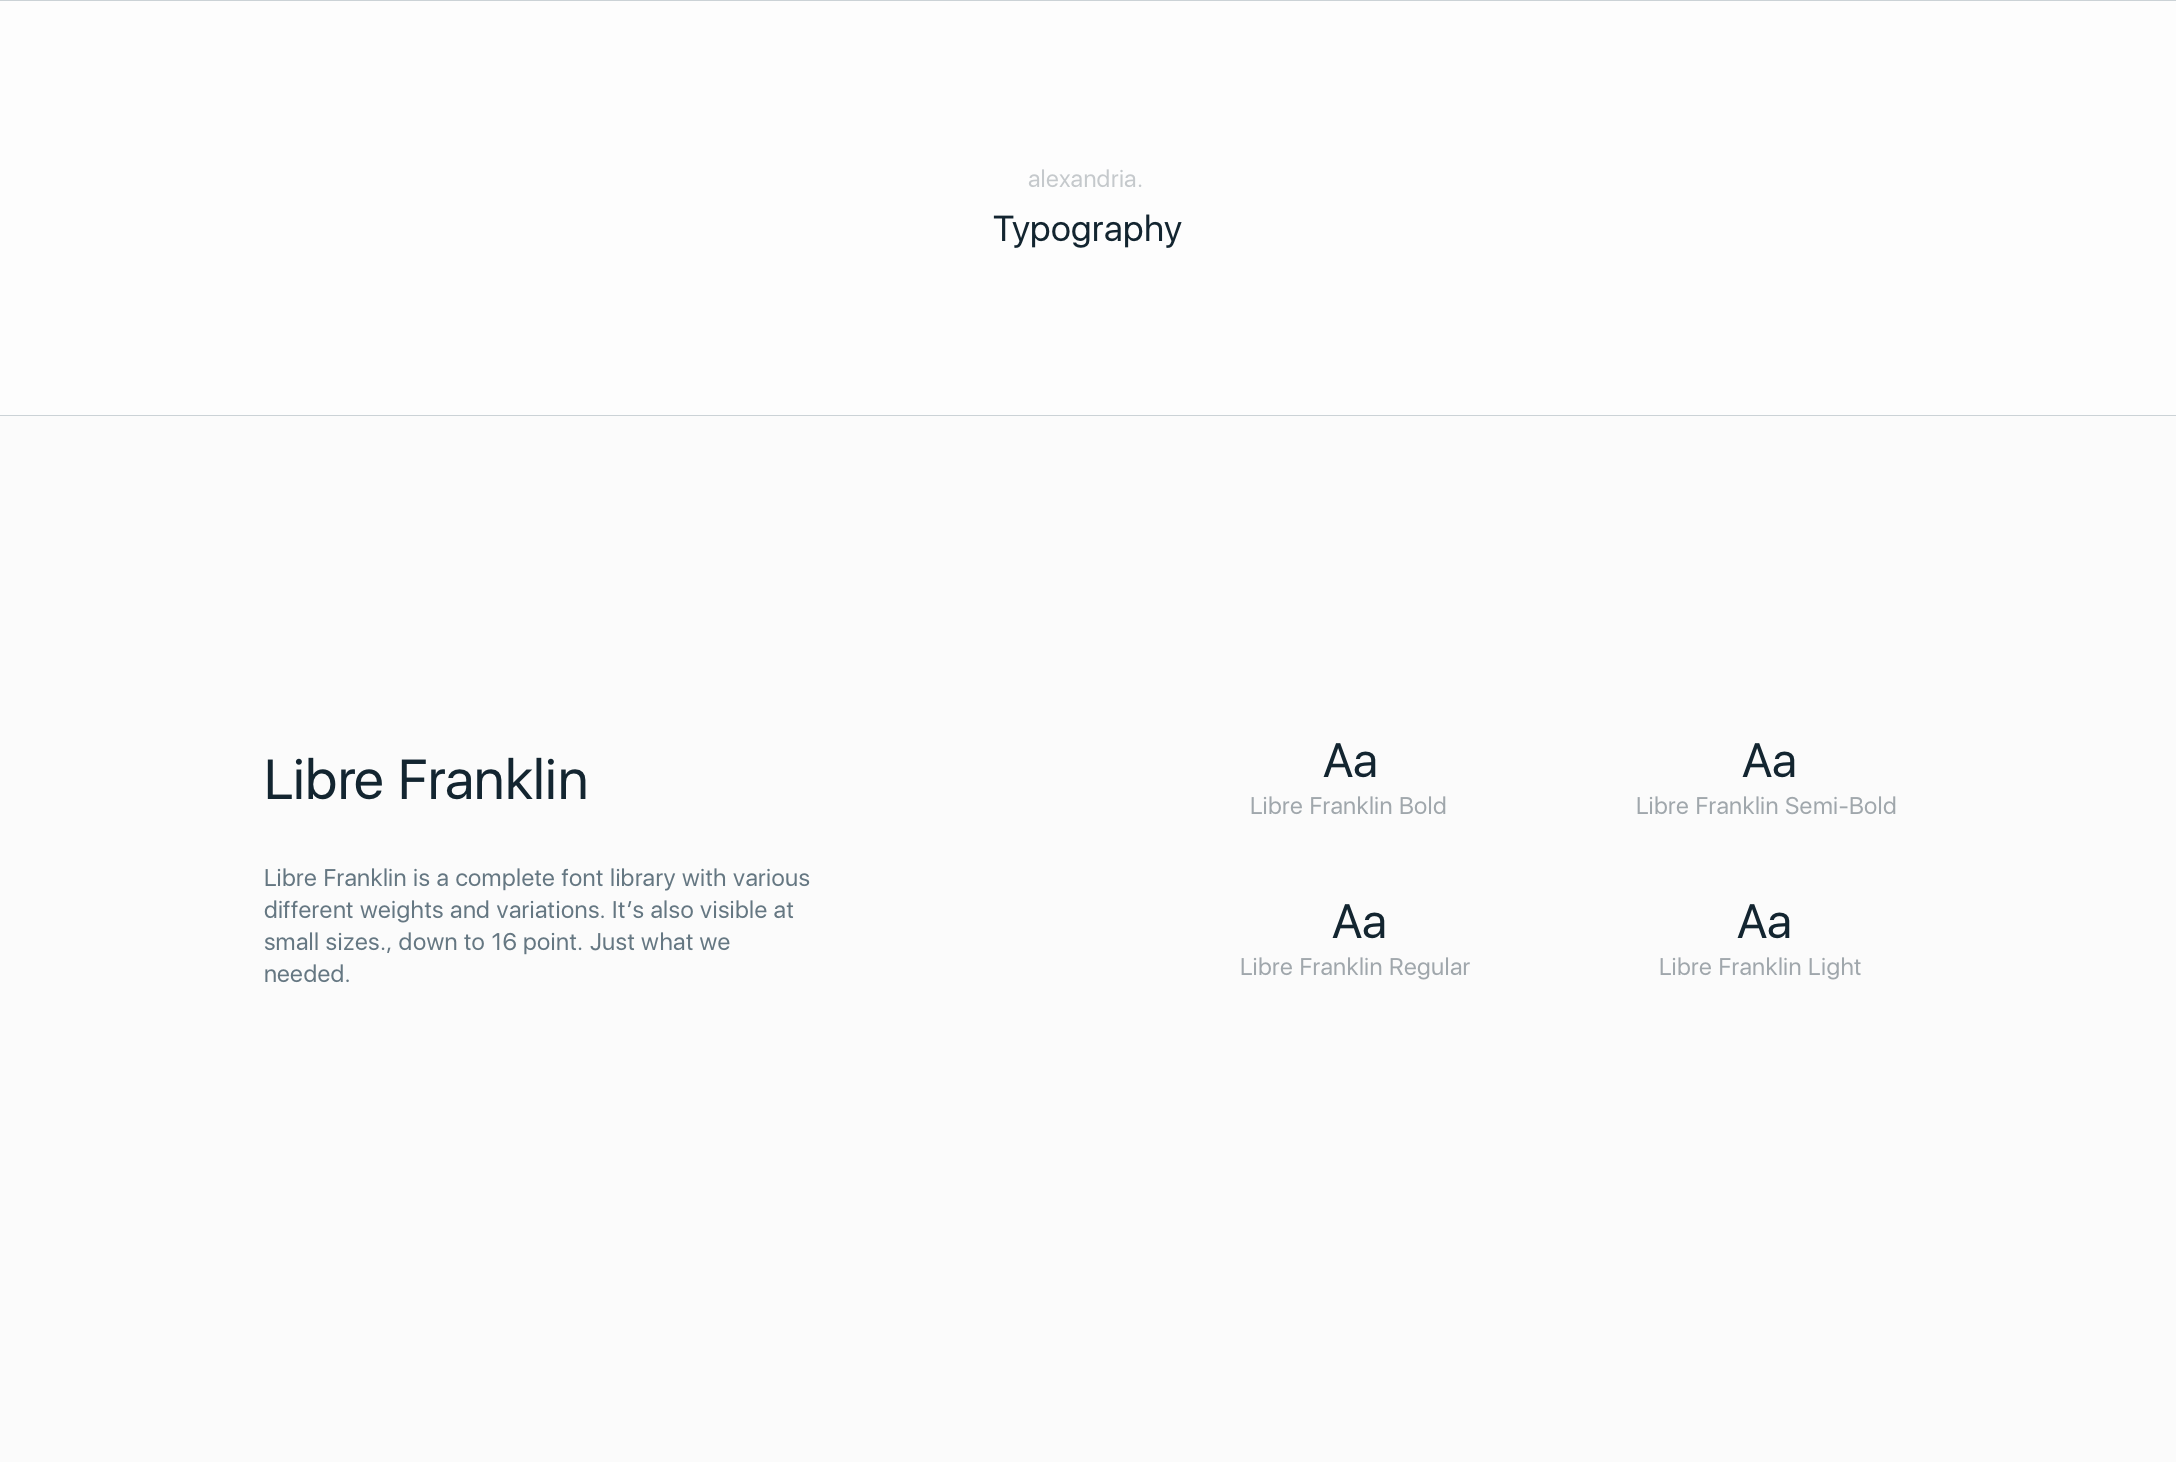 alexandria.
Typography
Libre Franklin
Libre Franklin is a complete font library with various
different weights and variations. It’s also visible at
small sizes., down to 16 point. Just what we
needed.
Aa
Libre Franklin Bold
Aa
Libre Franklin Semi-Bold
Aa
Libre Franklin Regular
Aa
Libre Franklin Light